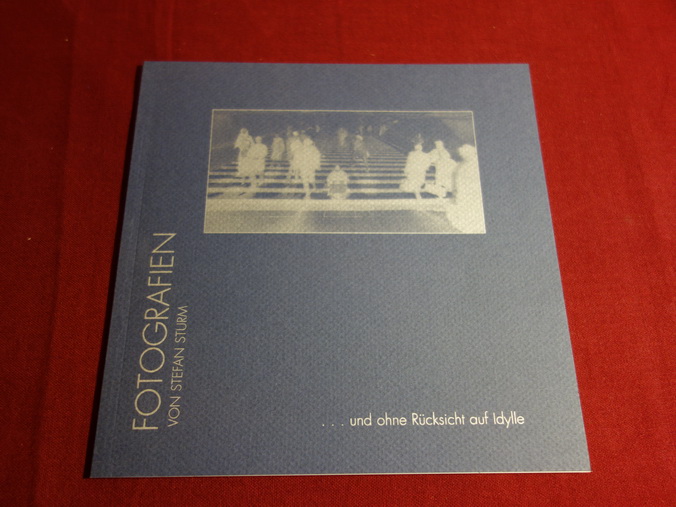 FOTOGRAFIEN
VON STEFAN STURM
. . . und ohne Rücksicht auf Idylle